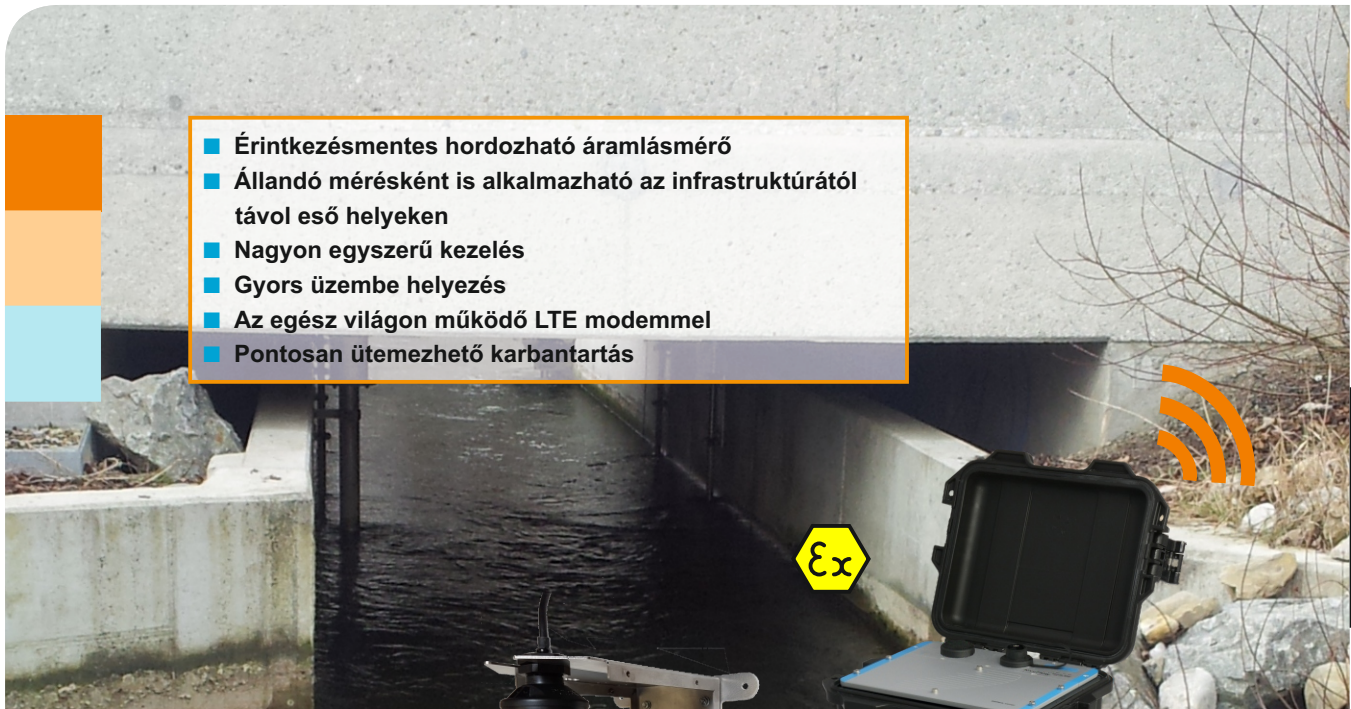 Érintkezésmentes hordozható áramlásmérő
Állandó mérésként is alkalmazható az infrastruktúrától
távol eső helyeken
Nagyon egyszerű kezelés
Gyors üzembe helyezés
Az egész világon működő LTE modemmel
Pontosan ütemezhető karbantartás
Ex